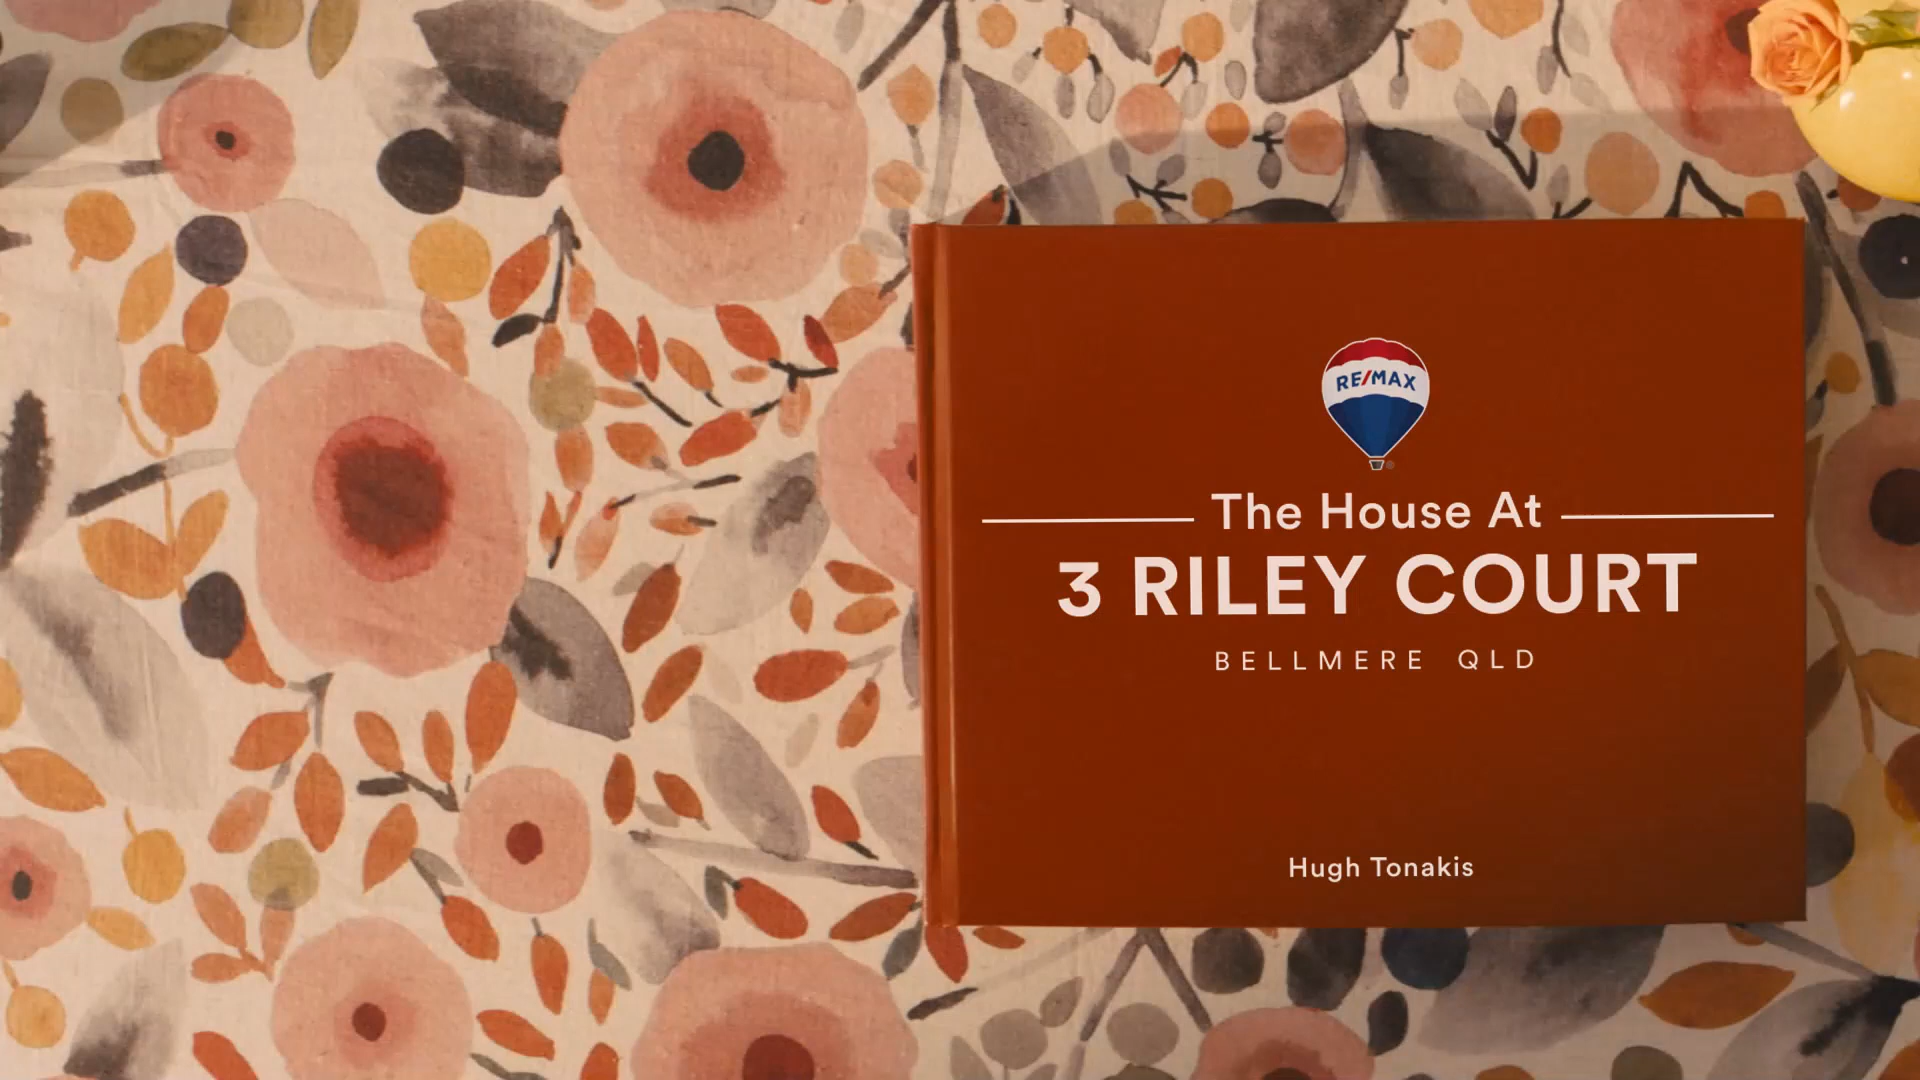 RE/MAX
The House At
3 RILEY COURT
BELLMERE QLD
Hugh Tonakis